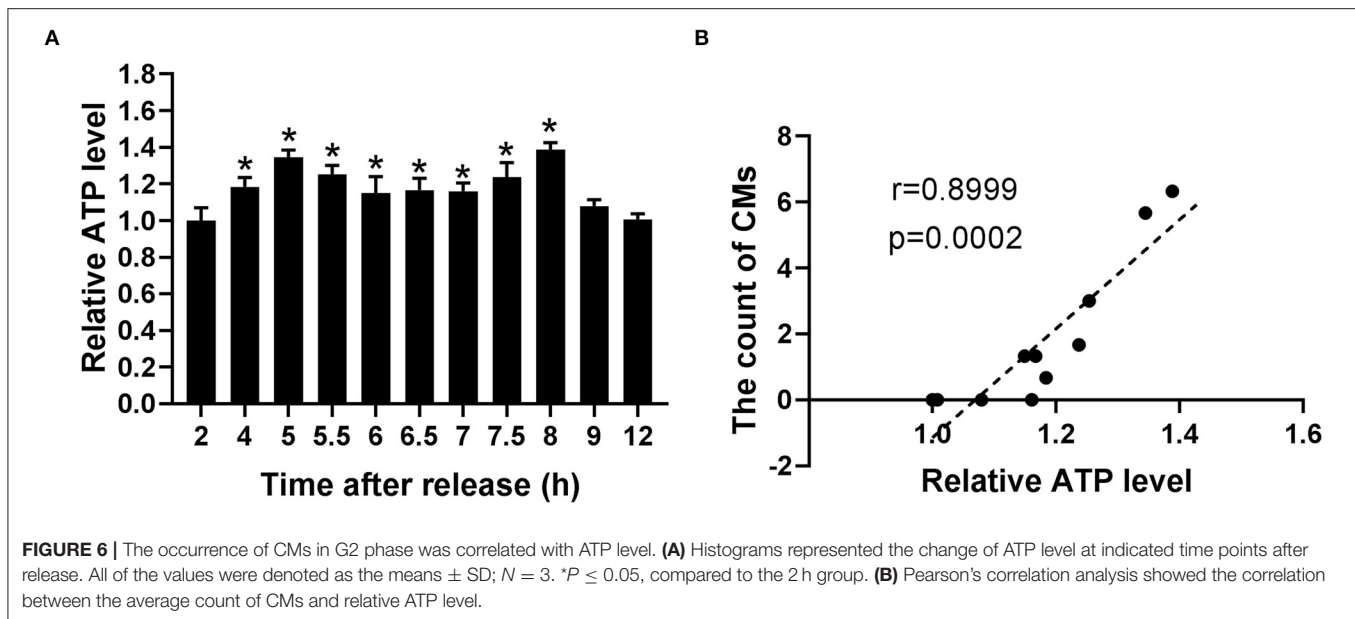 A
Relative ATP level
1.8
1.6
1.4
1.2
1.0
0.8
0.6
0.4
0.2
0.0
* * * * * * * * *
2 4 5 5.5 6 6.5 7 7.5 8 9 12
Time after release (h)
B
The count of CMs
8
6
4
2
0
-2
r=0.8999
p=0.0002
1.0 1.2 1.4 1.6
Relative ATP level
FIGURE 6 | The occurrence of CMs in G2 phase was correlated with ATP level. (A) Histograms represented the change of ATP level at indicated time points after
release. All of the values were denoted as the means ± SD; N = 3. *P ≤ 0.05, compared to the 2 h group. (B) Pearson's correlation analysis showed the correlation
between the average count of CMs and relative ATP level.